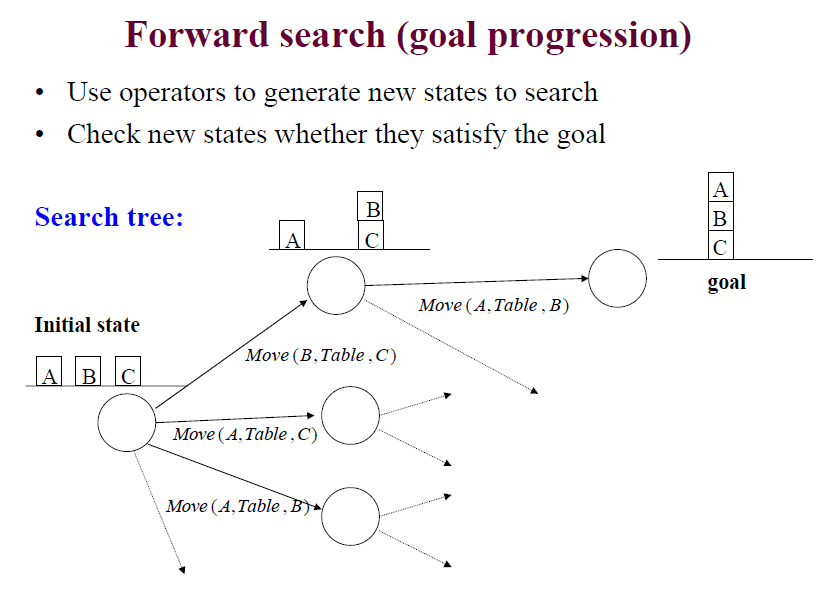 Forward search (goal progression)
• Use operators to generate new states to search
• Check new states whether they satisfy the goal
Search tree:
A
B
C
A
B
C
goal
Move (A,Table , B)
Initial state
A B C
Move (B,Table ,C)
Move (A,Table ,C)
Move (A,Table , B)